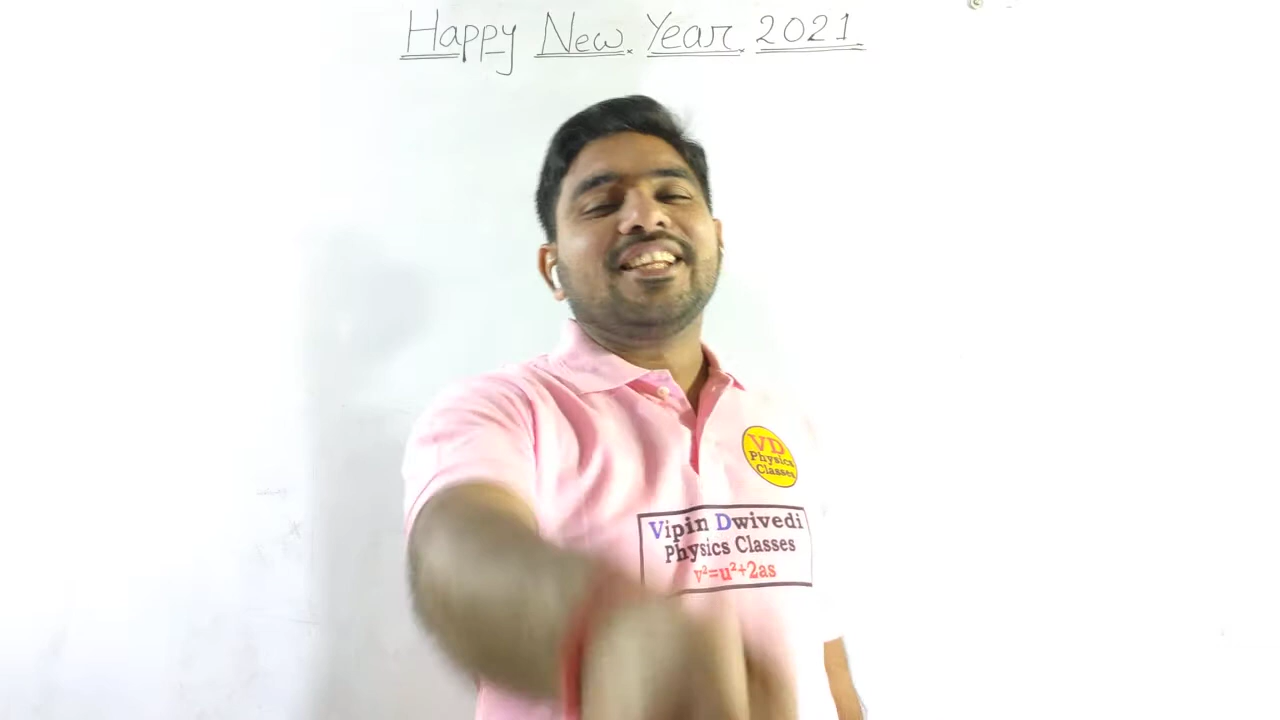 Happy New Year 2021
VD
Physics
Classes
Vipin Dwivedi
Physics Classes
v²=u²+2as